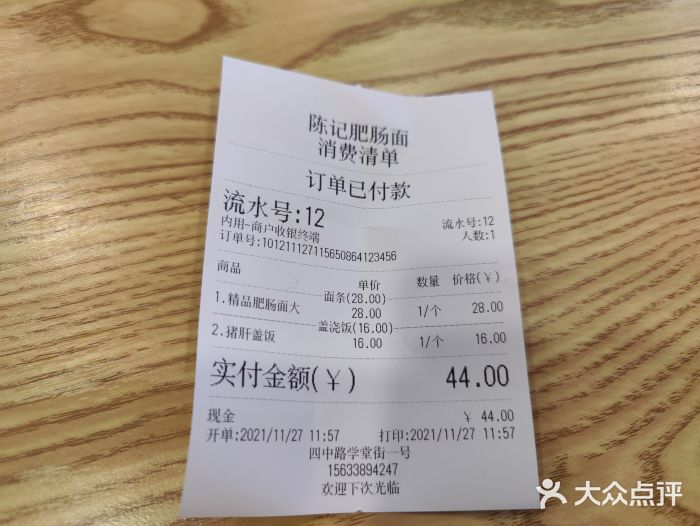 陈记肥肠面
消费清单
订单已付款
流水号:12
流水号:12
内用-商户收银终端
人数:1
订单号:101211127115650864123456
商品 单价 数量 价格(¥)
面条(28.00)
1.精品肥肠面大 28.00 1/个 28.00
盖浇饭(16.00)
2.猪肝盖饭 16.00 1/个 16.00
实付金额(¥) 44.00
现金 ¥ 44.00
开单:2021/11/27 11:57 打印:2021/11/27 11:57
四中路学堂街一号
15633894247
欢迎下次光临
大众点评